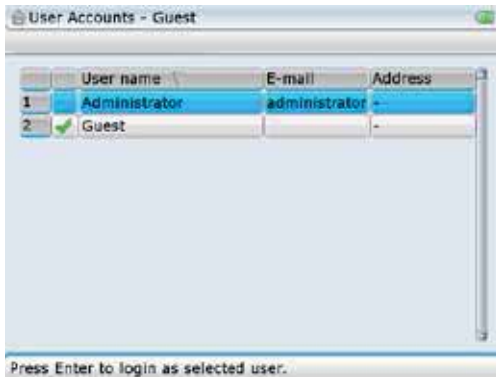 User Accounts - Guest
User name E-mail Address
1 Administrator administrator -
2 Guest -
Press Enter to login as selected user.